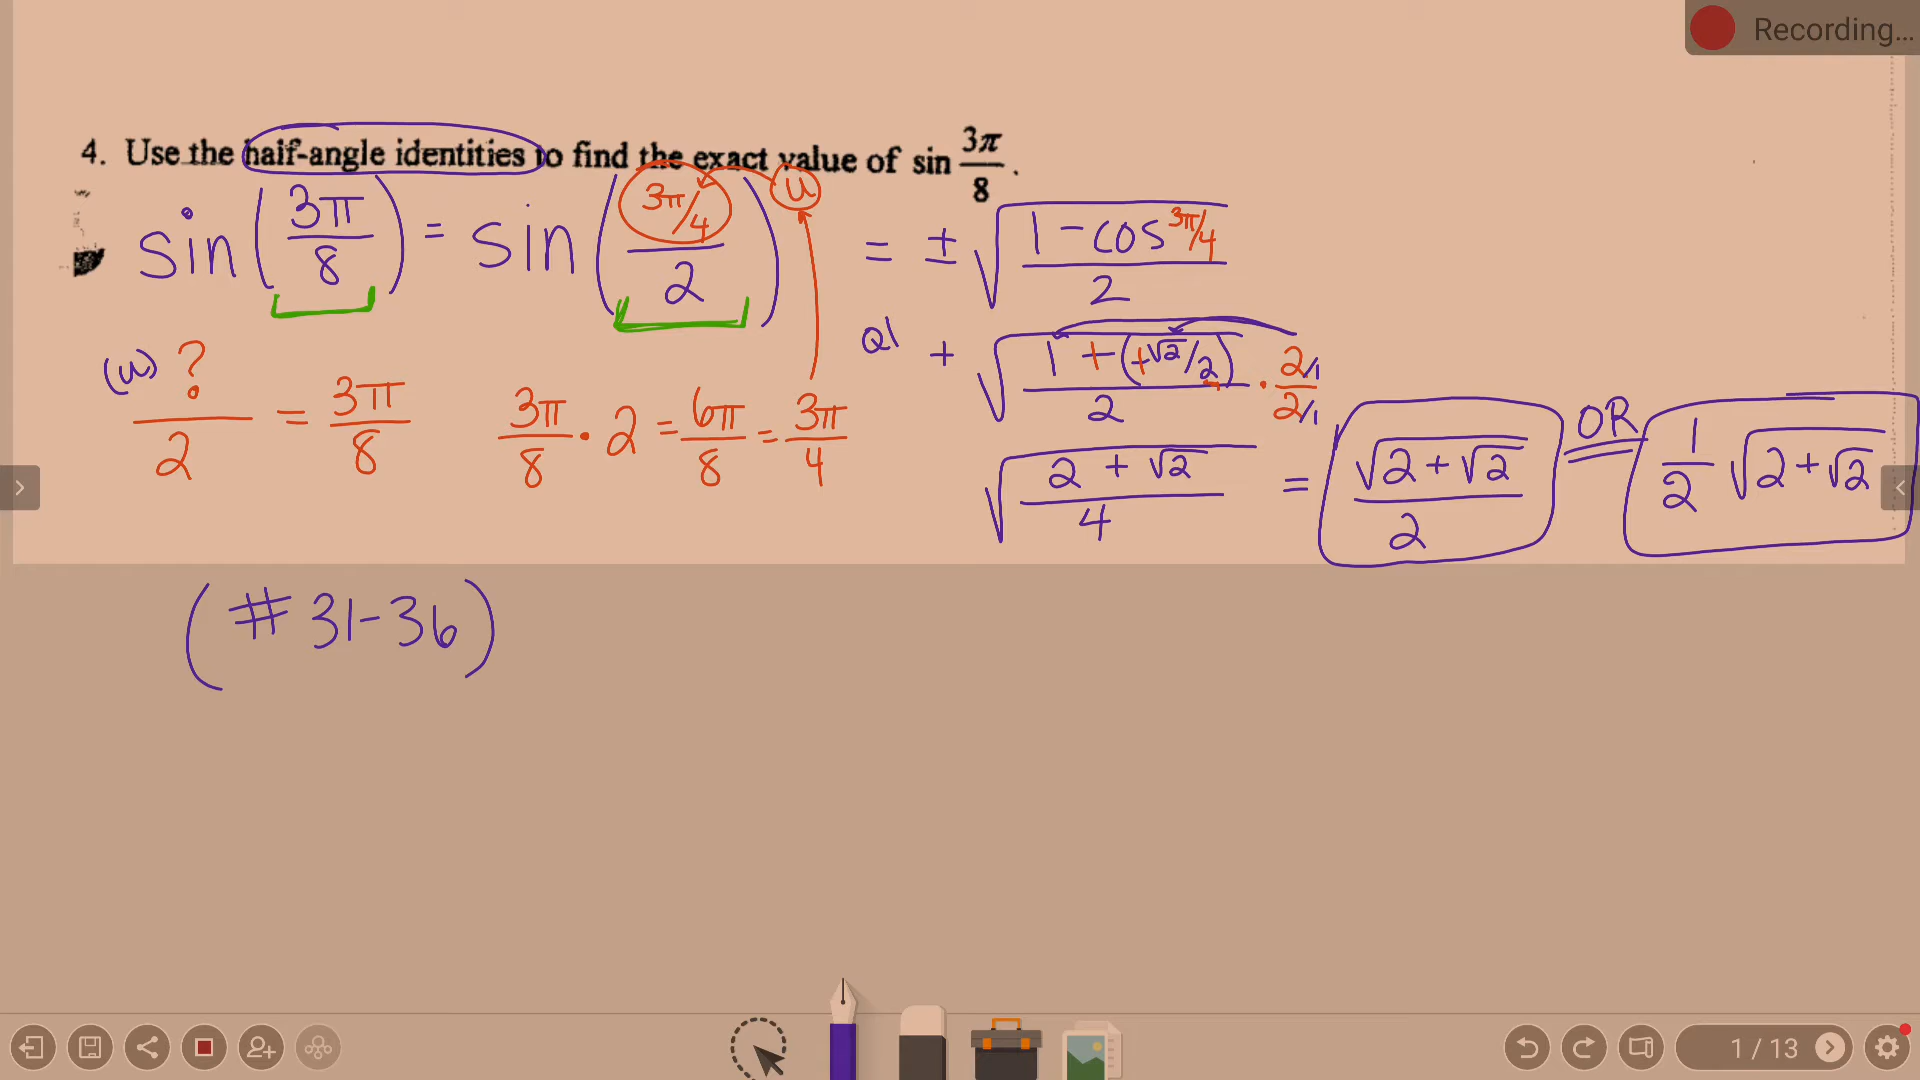 Recording...
4. Use the half-angle identities to find the exact value of sin 3π/8 .
sin(3π/8) = sin((3π/4)/2) u = ± √((1 - cos 3π/4)/2)
Q1 + √((1 + (+√2/2))/2) · (2/1)/(2/1)
(u) ?/2 = 3π/8 3π/8 · 2 = 6π/8 = 3π/4
√((2 + √2)/4) = √(2 + √2)/2 OR 1/2 √(2 + √2)
(# 31-36)
1 / 13